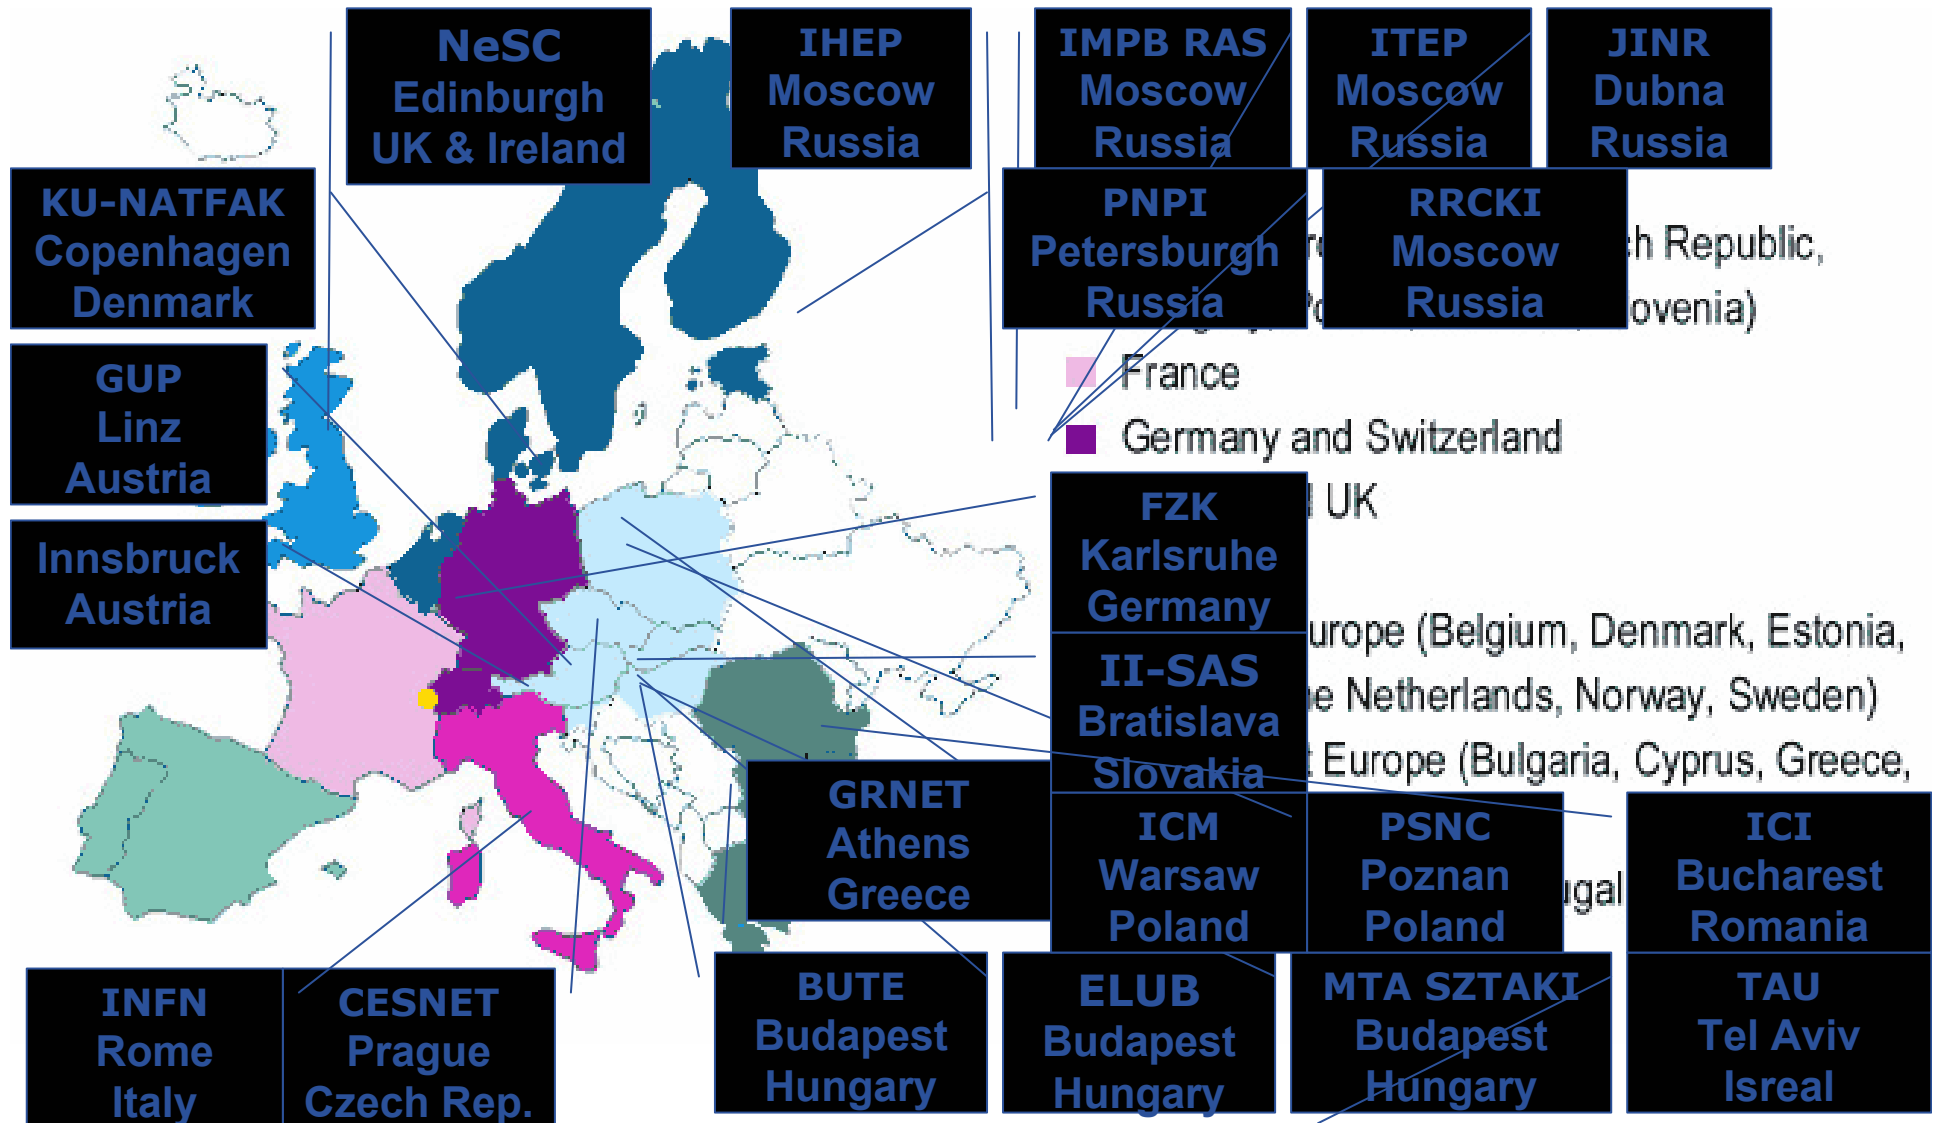 NeSC
Edinburgh
UK & Ireland
IHEP
Moscow
Russia
IMPB RAS
Moscow
Russia
ITEP
Moscow
Russia
JINR
Dubna
Russia
KU-NATFAK
Copenhagen
Denmark
PNPI
Petersburgh
Russia
RRCKI
Moscow
Russia
Republic,
France
Germany and Switzerland
UK
GUP
Linz
Austria
Innsbruck
Austria
FZK
Karlsruhe
Germany
(Belgium, Denmark, Estonia,
Netherlands, Norway, Sweden)
Europe (Bulgaria, Cyprus, Greece,
II-SAS
Bratislava
Slovakia
GRNET
Athens
Greece
ICM
Warsaw
Poland
PSNC
Poznan
Poland
ICI
Bucharest
Romania
INFN
Rome
Italy
CESNET
Prague
Czech Rep.
BUTE
Budapest
Hungary
ELUB
Budapest
Hungary
MTA SZTAKI
Budapest
Hungary
TAU
Tel Aviv
Isreal